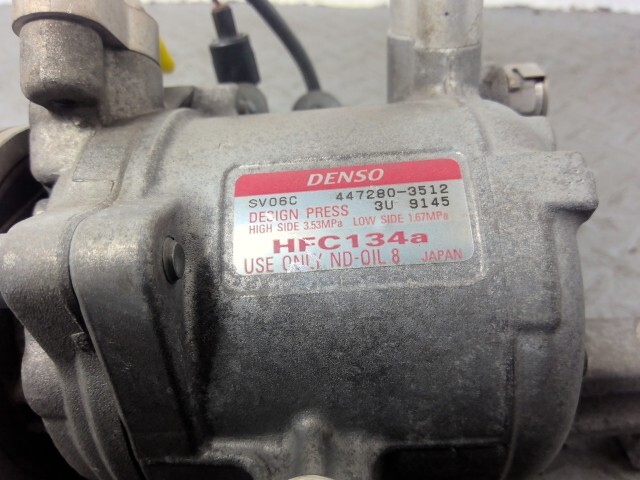 DENSO
SV06C 447280-3512
DESIGN PRESS 3U 9145
HIGH SIDE 3.53MPa LOW SIDE 1.67MPa
HFC134a
USE ONLY ND-OIL 8 JAPAN